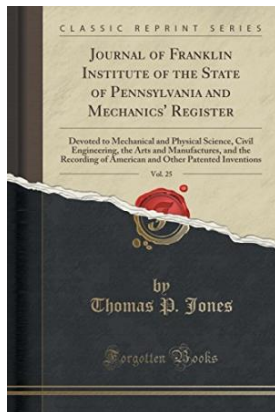 CLASSIC REPRINT SERIES
JOURNAL OF FRANKLIN
INSTITUTE OF THE STATE
OF PENNSYLVANIA AND
MECHANICS' REGISTER
Devoted to Mechanical and Physical Science, Civil
Engineering, the Arts and Manufactures, and the
Recording of American and Other Patented Inventions
Vol. 25
by
Thomas P. Jones
Forgotten Books